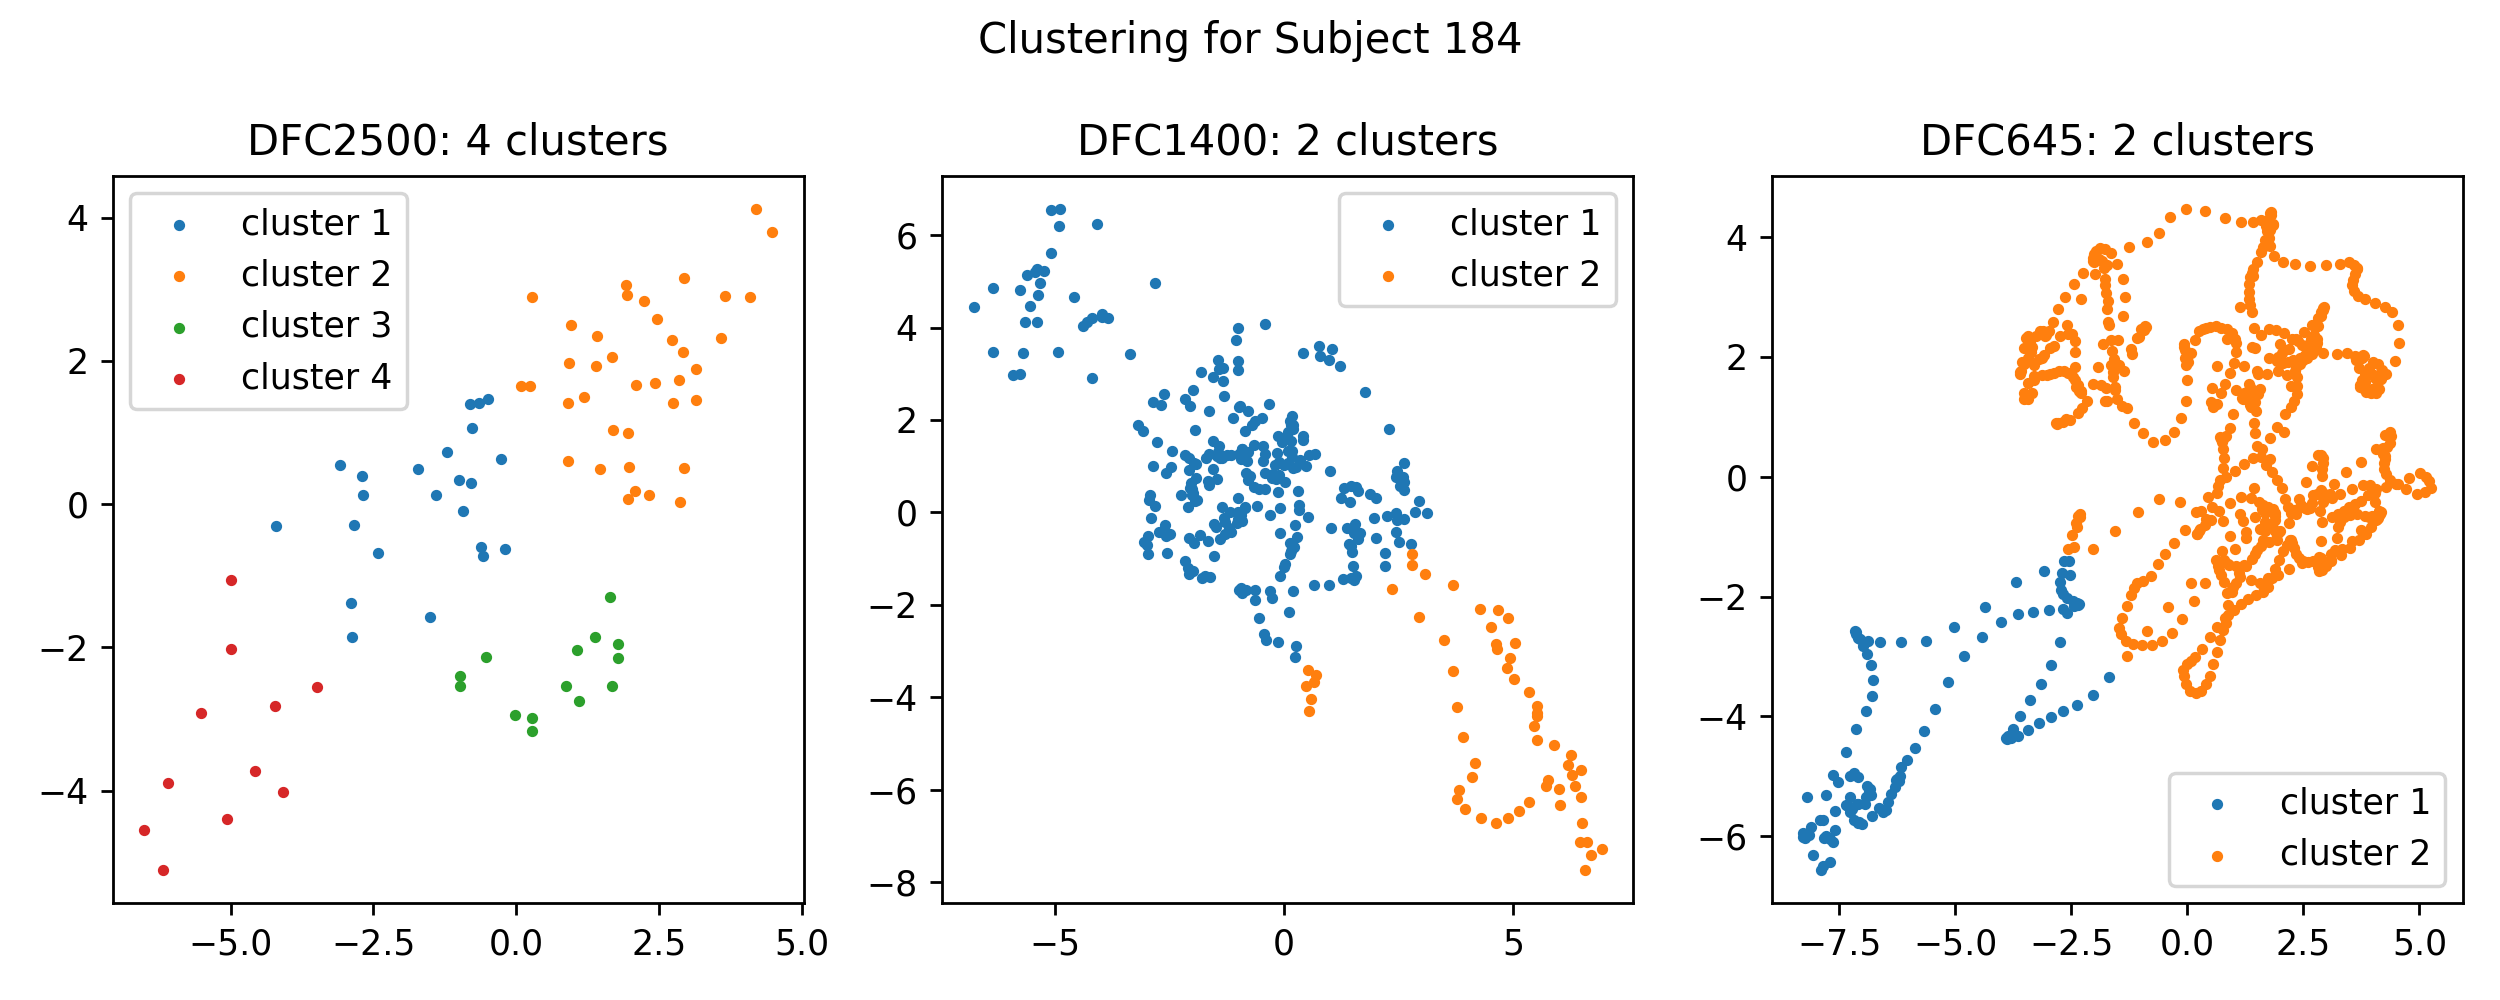 Clustering for Subject 184
DFC2500: 4 clusters
cluster 1
cluster 2
cluster 3
cluster 4
4
2
0
−2
−4
−5.0 −2.5 0.0 2.5 5.0
DFC1400: 2 clusters
cluster 1
cluster 2
6
4
2
0
−2
−4
−6
−8
−5 0 5
DFC645: 2 clusters
4
2
0
−2
−4
−6
cluster 1
cluster 2
−7.5 −5.0 −2.5 0.0 2.5 5.0